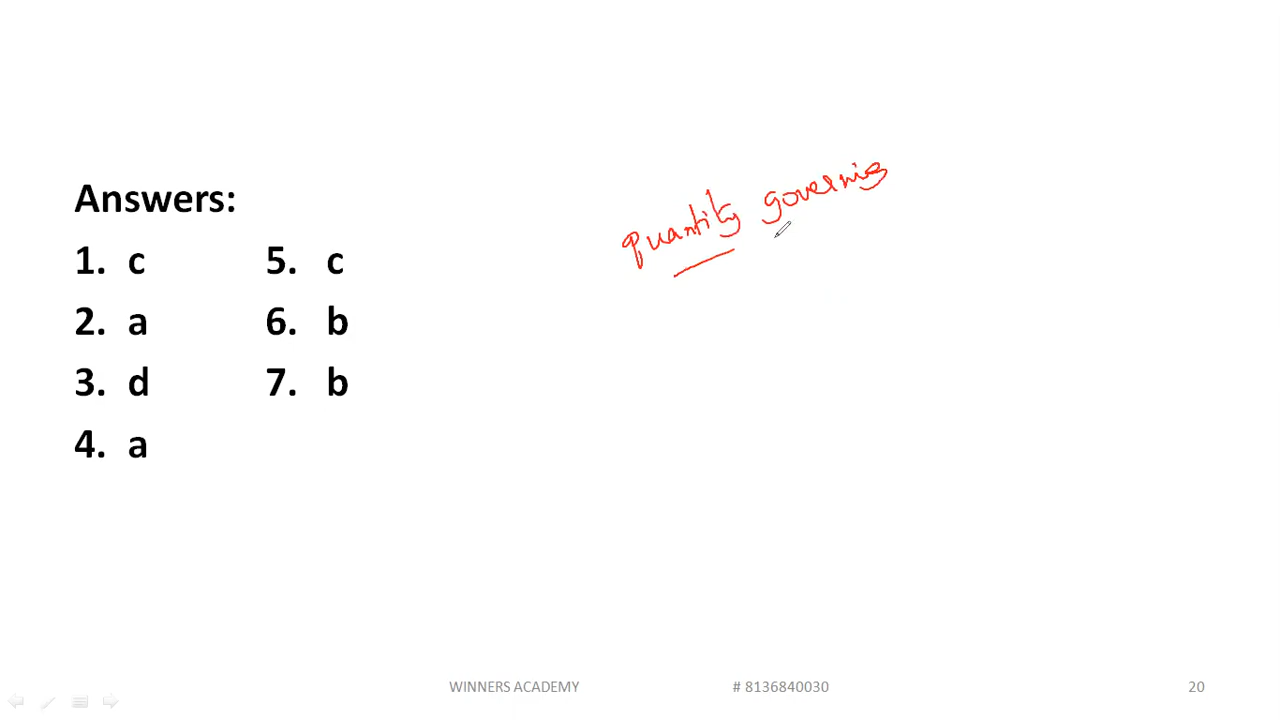 Answers:
1. c 5. c
2. a 6. b
3. d 7. b
4. a
quantity governing
WINNERS ACADEMY # 8136840030 20